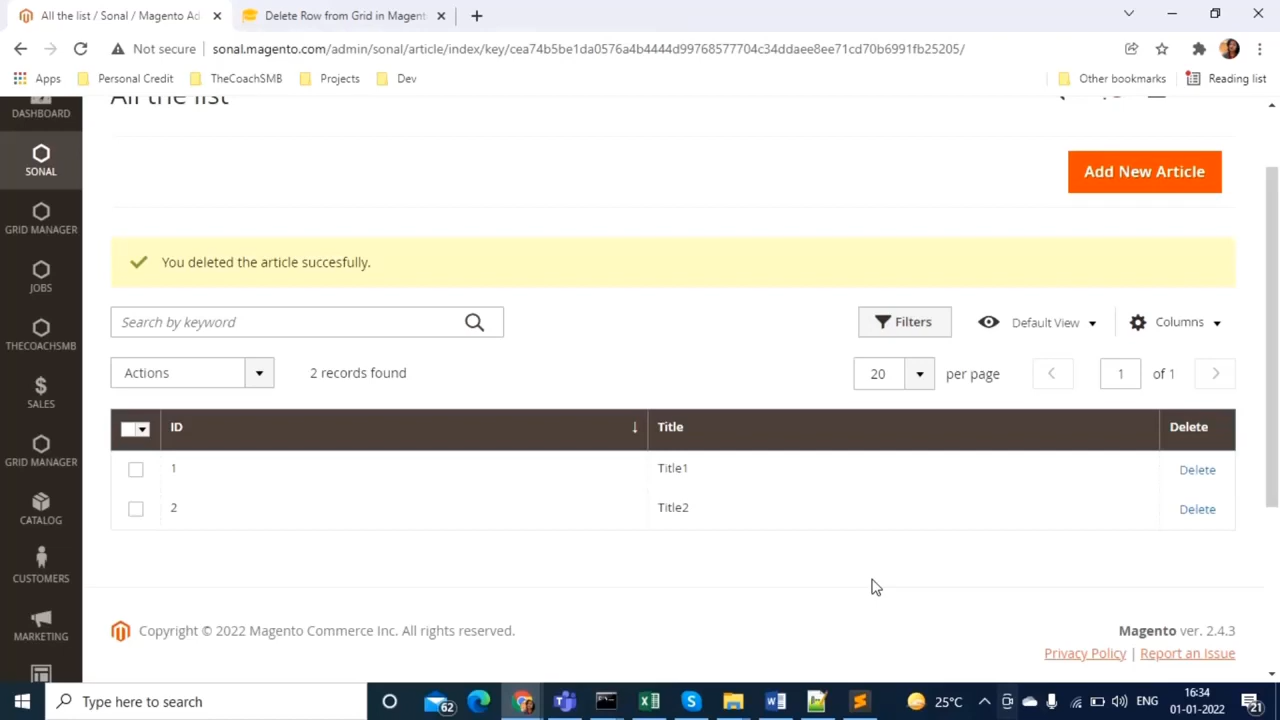 All the list / Sonal / Magento Ad
Delete Row from Grid in Magent
Not secure
sonal.magento.com/admin/sonal/article/index/key/cea74b5be1da0576a4b4444d99768577704c34ddaee8ee71cd70b6991fb25205/
Apps
Personal Credit
TheCoachSMB
Projects
Dev
Other bookmarks
Reading list
DASHBOARD
SONAL
GRID MANAGER
JOBS
THECOACHSMB
SALES
GRID MANAGER
CATALOG
CUSTOMERS
MARKETING
All the list
Add New Article
You deleted the article succesfully.
Search by keyword
Filters
Default View
Columns
Actions
2 records found
20
per page
1
of 1
ID
Title
Delete
1
Title1
Delete
2
Title2
Delete
Copyright © 2022 Magento Commerce Inc. All rights reserved.
Magento ver. 2.4.3
Privacy Policy | Report an Issue
Type here to search
62
25°C
ENG
16:34
01-01-2022
21